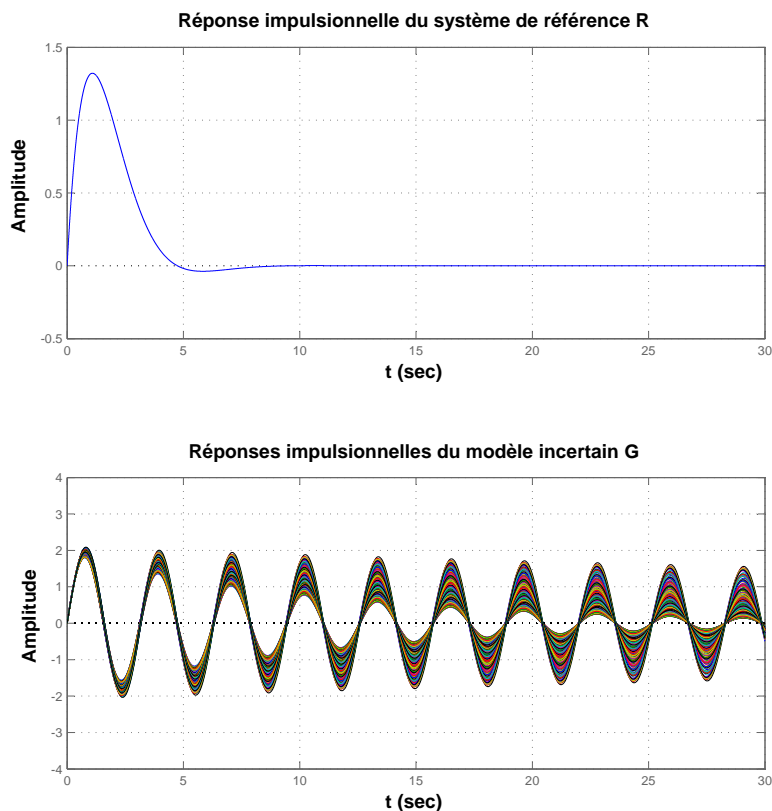 Réponse impulsionnelle du système de référence R
1.5
1
0.5
0
-0.5
Amplitude
0 5 10 15 20 25 30
t (sec)
Réponses impulsionnelles du modèle incertain G
4
3
2
1
0
-1
-2
-3
-4
Amplitude
0 5 10 15 20 25 30
t (sec)